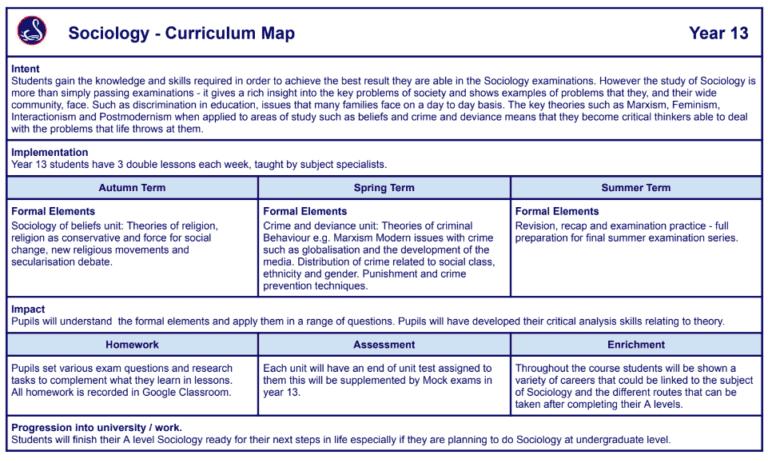 Sociology - Curriculum Map
Year 13
Intent
Students gain the knowledge and skills required in order to achieve the best result they are able in the Sociology examinations. However the study of Sociology is
more than simply passing examinations - it gives a rich insight into the key problems of society and shows examples of problems that they, and their wide
community, face. Such as discrimination in education, issues that many families face on a day to day basis. The key theories such as Marxism, Feminism,
Interactionism and Postmodernism when applied to areas of study such as beliefs and crime and deviance means that they become critical thinkers able to deal
with the problems that life throws at them.
Implementation
Year 13 students have 3 double lessons each week, taught by subject specialists.
Autumn Term
Spring Term
Summer Term
Formal Elements
Sociology of beliefs unit: Theories of religion,
religion as conservative and force for social
change, new religious movements and
secularisation debate.
Formal Elements
Crime and deviance unit: Theories of criminal
Behaviour e.g. Marxism Modern issues with crime
such as globalisation and the development of the
media. Distribution of crime related to social class,
ethnicity and gender. Punishment and crime
prevention techniques.
Formal Elements
Revision, recap and examination practice - full
preparation for final summer examination series.
Impact
Pupils will understand the formal elements and apply them in a range of questions. Pupils will have developed their critical analysis skills relating to theory.
Homework
Assessment
Enrichment
Pupils set various exam questions and research
tasks to complement what they learn in lessons.
All homework is recorded in Google Classroom.
Each unit will have an end of unit test assigned to
them this will be supplemented by Mock exams in
year 13.
Throughout the course students will be shown a
variety of careers that could be linked to the subject
of Sociology and the different routes that can be
taken after completing their A levels.
Progression into university / work.
Students will finish their A level Sociology ready for their next steps in life especially if they are planning to do Sociology at undergraduate level.